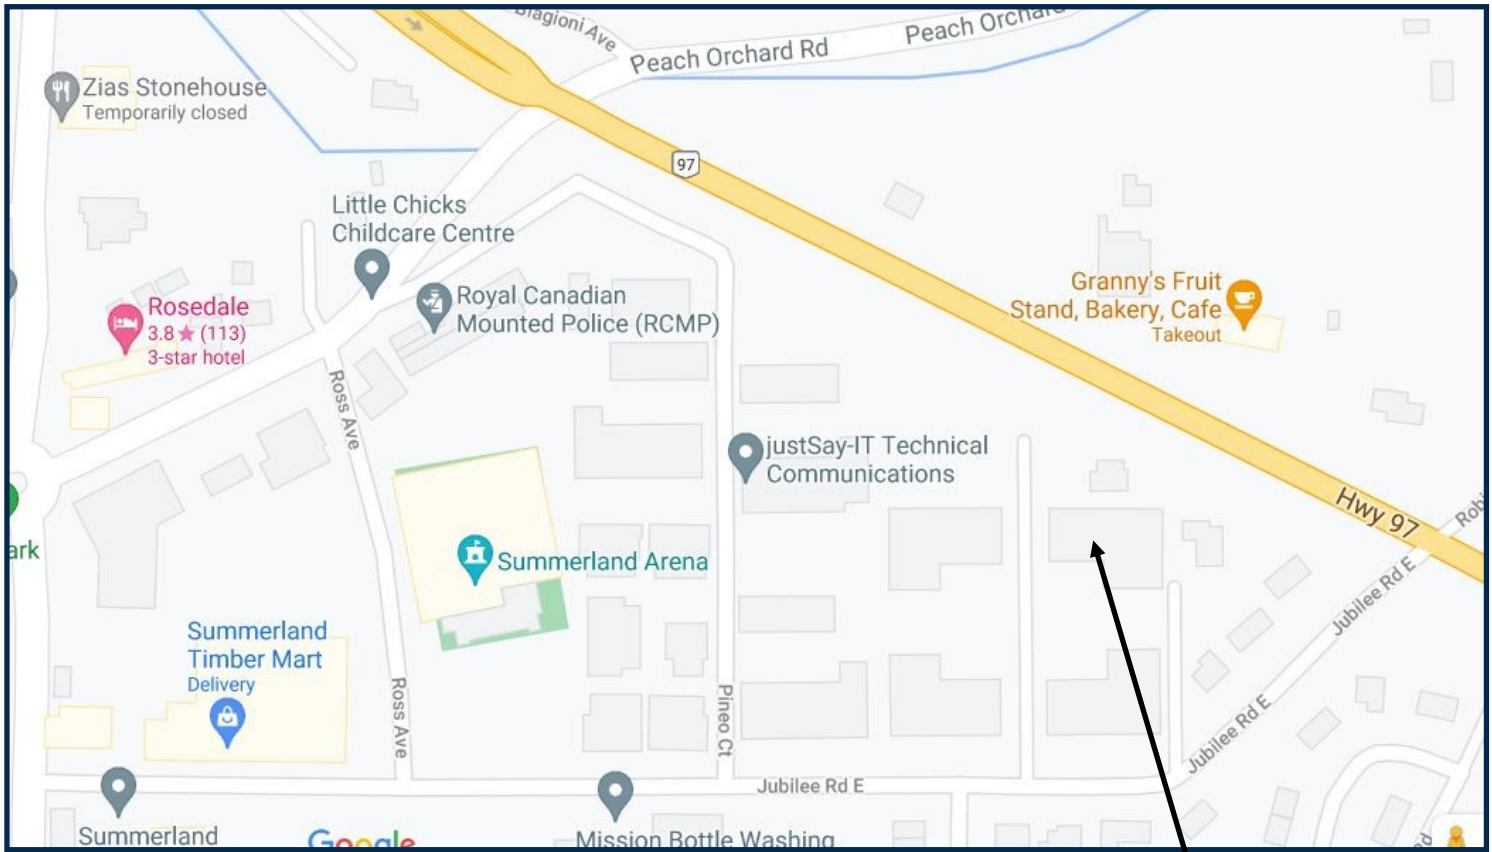 Biagioni Ave
Peach Orchard Rd
Peach Orchard
Zias Stonehouse
Temporarily closed
97
Little Chicks
Childcare Centre
Royal Canadian
Mounted Police (RCMP)
Rosedale
3.8★(113)
3-star hotel
Granny's Fruit
Stand, Bakery, Cafe
Takeout
Ross Ave
justSay-IT Technical
Communications
Hwy 97
ark
Summerland Arena
Jubilee Rd E
Summerland
Timber Mart
Delivery
Ross Ave
Pineo Ct
Jubilee Rd E
Jubilee Rd E
Summerland
Google
Mission Bottle Washing